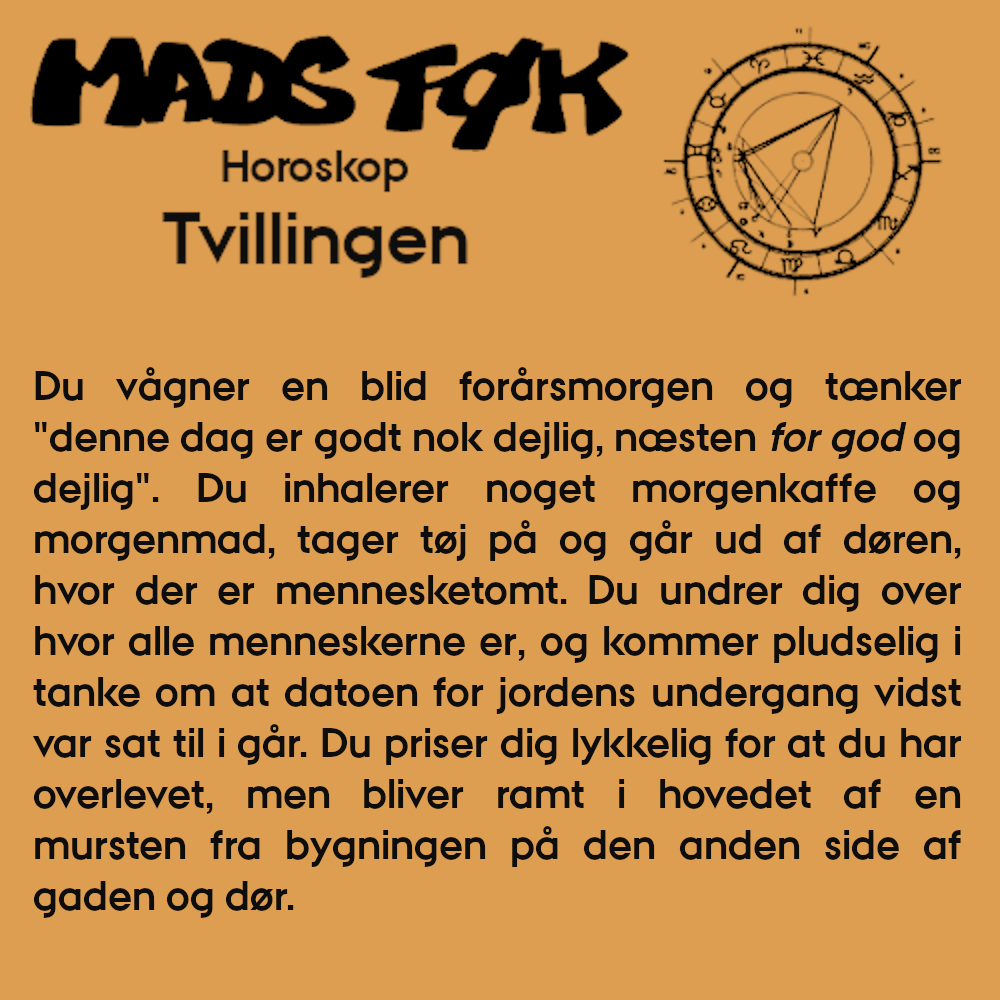 MADS FØK
Horoskop
Tvillingen
Du vågner en blid forårsmorgen og tænker
"denne dag er godt nok dejlig, næsten for god og
dejlig". Du inhalerer noget morgenkaffe og
morgenmad, tager tøj på og går ud af døren,
hvor der er mennesketomt. Du undrer dig over
hvor alle menneskerne er, og kommer pludselig i
tanke om at datoen for jordens undergang vidst
var sat til i går. Du priser dig lykkelig for at du har
overlevet, men bliver ramt i hovedet af en
mursten fra bygningen på den anden side af
gaden og dør.